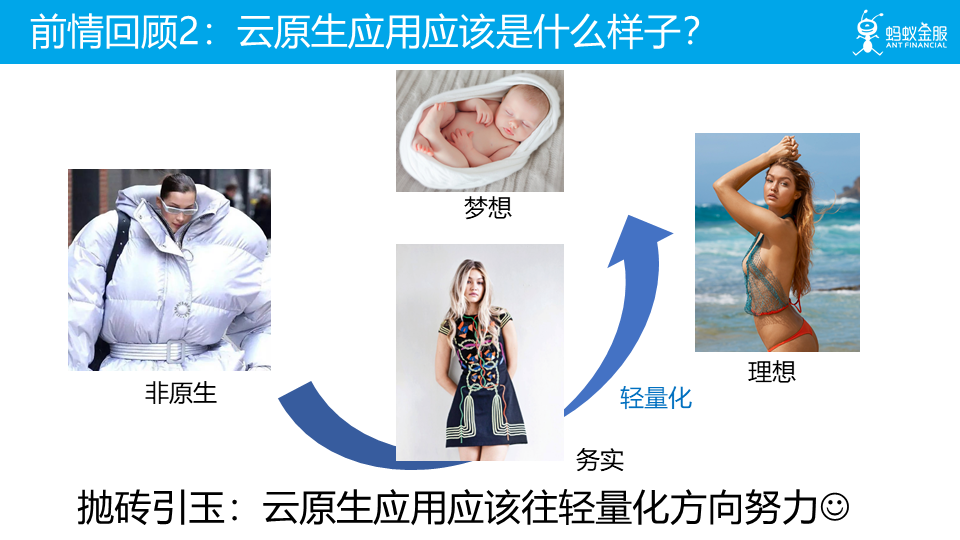 前情回顾2：云原生应用应该是什么样子？
蚂蚁金服
ANT FINANCIAL
梦想
非原生
理想
轻量化
务实
抛砖引玉：云原生应用应该往轻量化方向努力☺